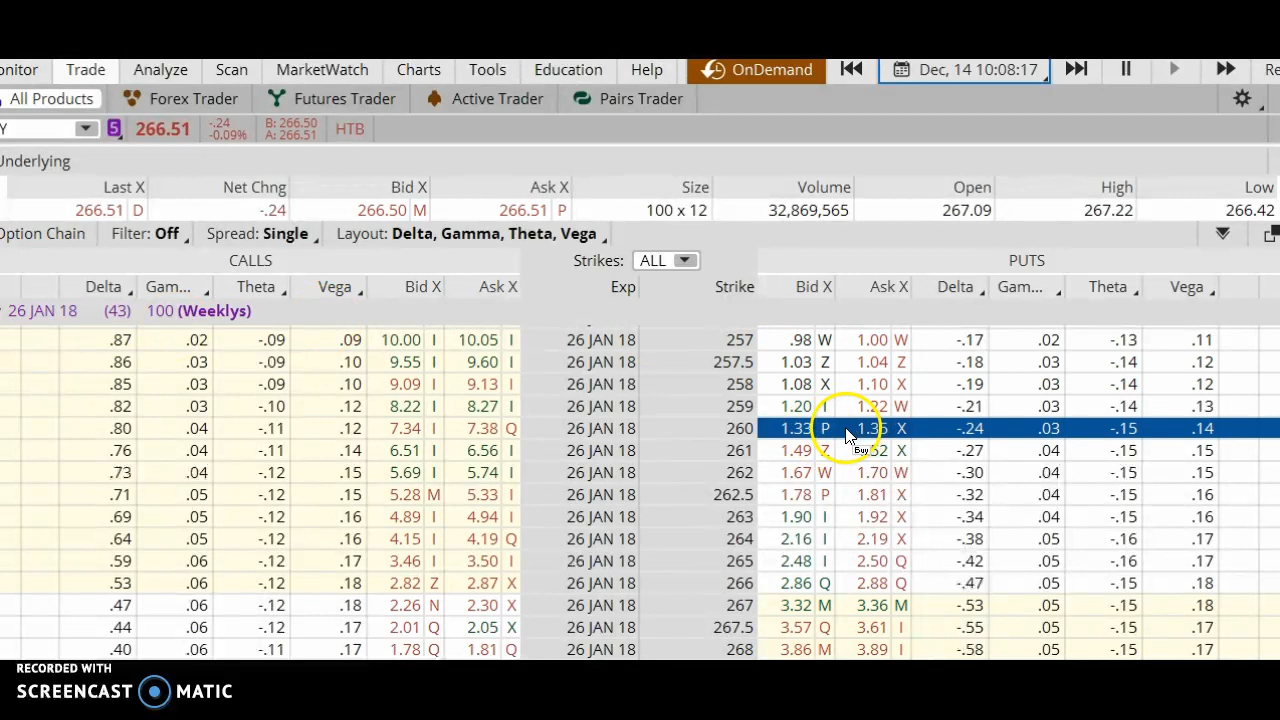 onitor Trade Analyze Scan MarketWatch Charts Tools Education Help OnDemand Dec, 14 10:08:17 Re
All Products Forex Trader Futures Trader Active Trader Pairs Trader
Y 5 266.51 -.24 -0.09% B: 266.50 A: 266.51 HTB
Underlying
Last X Net Chng Bid X Ask X Size Volume Open High Low
266.51 D -.24 266.50 M 266.51 P 100 x 12 32,869,565 267.09 267.22 266.42
Option Chain Filter: Off Spread: Single Layout: Delta, Gamma, Theta, Vega
CALLS Strikes: ALL PUTS
Delta Gam... Theta Vega Bid X Ask X Exp Strike Bid X Ask X Delta Gam... Theta Vega
26 JAN 18 (43) 100 (Weeklys)
.87 .02 -.09 .09 10.00 I 10.05 I 26 JAN 18 257 .98 W 1.00 W -.17 .02 -.13 .11
.86 .03 -.09 .10 9.55 I 9.60 I 26 JAN 18 257.5 1.03 Z 1.04 Z -.18 .03 -.14 .12
.85 .03 -.09 .10 9.09 I 9.13 I 26 JAN 18 258 1.08 X 1.10 X -.19 .03 -.14 .12
.82 .03 -.10 .12 8.22 I 8.27 I 26 JAN 18 259 1.20 I 1.22 W -.21 .03 -.14 .13
.80 .04 -.10 .12 7.34 I 7.38 Q 26 JAN 18 260 1.33 P 1.35 X -.24 .03 -.15 .14
.76 .04 -.11 .14 6.51 I 6.56 I 26 JAN 18 261 1.49 Z Buy .52 X -.27 .04 -.15 .15
.73 .04 -.12 .15 5.69 I 5.74 I 26 JAN 18 262 1.67 W 1.70 W -.30 .04 -.15 .15
.71 .04 -.12 .15 5.28 M 5.33 I 26 JAN 18 262.5 1.78 P 1.81 X -.32 .04 -.15 .16
.69 .05 -.12 .16 4.89 I 4.94 I 26 JAN 18 263 1.90 I 1.92 X -.34 .04 -.15 .16
.64 .05 -.12 .16 4.15 I 4.19 Q 26 JAN 18 264 2.16 I 2.19 X -.38 .05 -.16 .17
.59 .06 -.12 .17 3.46 I 3.50 I 26 JAN 18 265 2.48 I 2.50 Q -.42 .05 -.16 .17
.53 .06 -.12 .18 2.82 Z 2.87 X 26 JAN 18 266 2.86 Q 2.88 Q -.47 .05 -.15 .18
.47 .06 -.12 .18 2.26 N 2.30 X 26 JAN 18 267 3.32 M 3.36 M -.53 .05 -.15 .18
.44 .06 -.12 .17 2.01 Q 2.05 X 26 JAN 18 267.5 3.57 Q 3.61 I -.55 .05 -.15 .17
.40 .06 -.11 .17 1.78 Q 1.81 Q 26 JAN 18 268 3.86 M 3.89 I -.58 .05 -.15 .17
RECORDED WITH
SCREENCAST MATIC